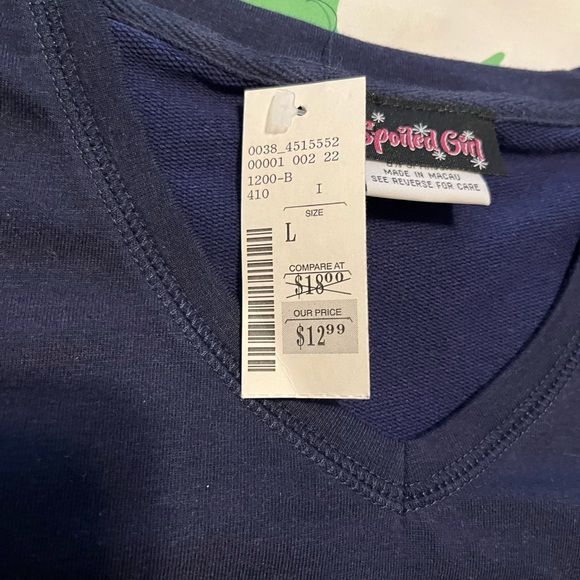 0038_4515552
00001 002 22
1200-B
410
I
SIZE
L
COMPARE AT
$18.00
OUR PRICE
$12.99
Spoiled Girl
MADE IN MACAU
SEE REVERSE FOR CARE